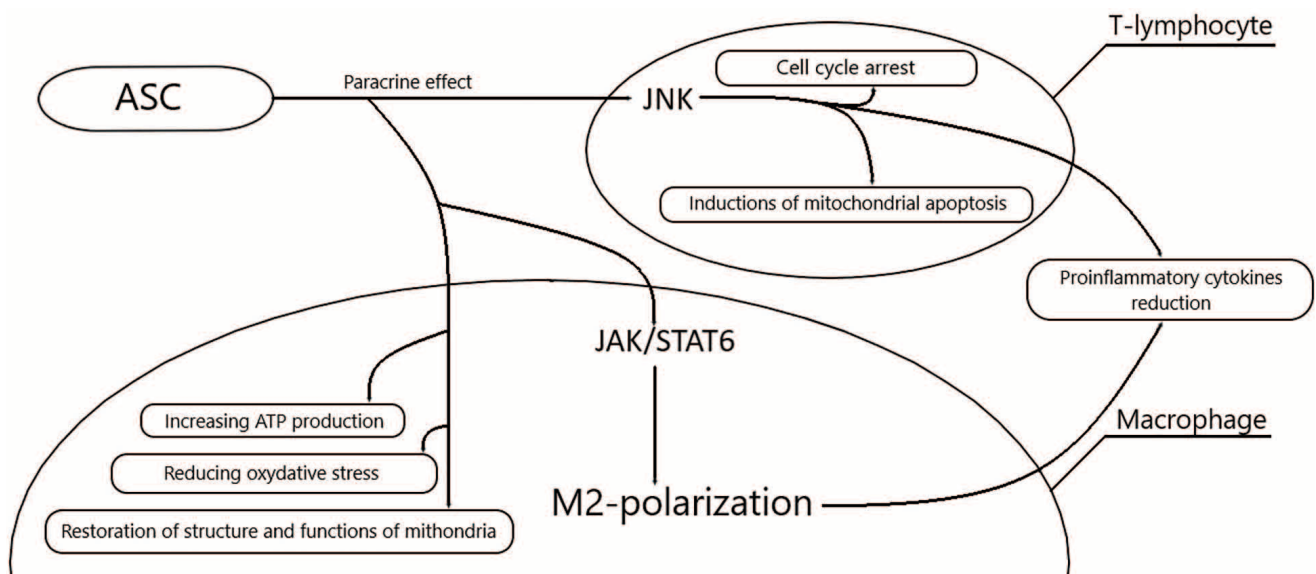 T-lymphocyte
Cell cycle arrest
Paracrine effect
ASC
JNK
Inductions of mitochondrial apoptosis
Proinflammatory cytokines
reduction
JAK/STAT6
Increasing ATP production
Macrophage
Reducing oxydative stress
M2-polarization
Restoration of structure and functions of mithondria